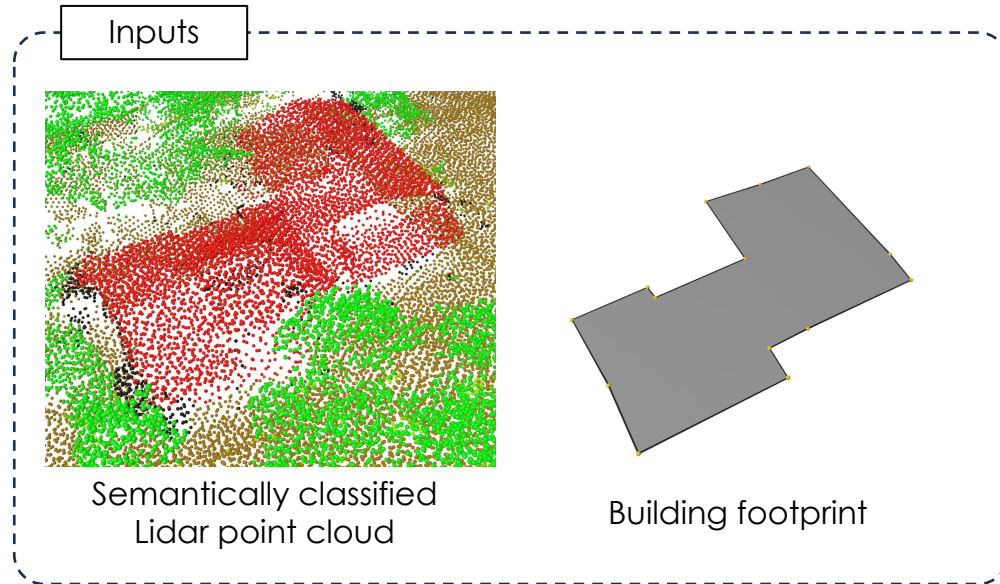 Inputs
Semantically classified
Lidar point cloud
Building footprint